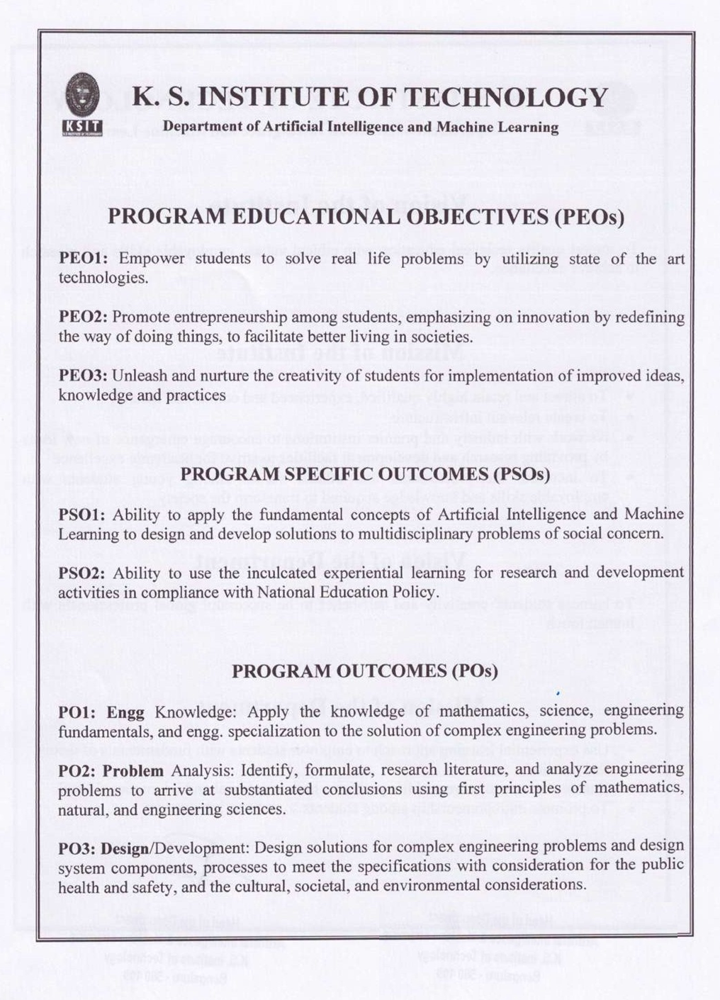 KSIT
K. S. INSTITUTE OF TECHNOLOGY
Department of Artificial Intelligence and Machine Learning
PROGRAM EDUCATIONAL OBJECTIVES (PEOs)
PEO1: Empower students to solve real life problems by utilizing state of the art
technologies.
PEO2: Promote entrepreneurship among students, emphasizing on innovation by redefining
the way of doing things, to facilitate better living in societies.
PEO3: Unleash and nurture the creativity of students for implementation of improved ideas,
knowledge and practices
PROGRAM SPECIFIC OUTCOMES (PSOs)
PSO1: Ability to apply the fundamental concepts of Artificial Intelligence and Machine
Learning to design and develop solutions to multidisciplinary problems of social concern.
PSO2: Ability to use the inculcated experiential learning for research and development
activities in compliance with National Education Policy.
PROGRAM OUTCOMES (POs)
PO1: Engg Knowledge: Apply the knowledge of mathematics, science, engineering
fundamentals, and engg. specialization to the solution of complex engineering problems.
PO2: Problem Analysis: Identify, formulate, research literature, and analyze engineering
problems to arrive at substantiated conclusions using first principles of mathematics,
natural, and engineering sciences.
PO3: Design/Development: Design solutions for complex engineering problems and design
system components, processes to meet the specifications with consideration for the public
health and safety, and the cultural, societal, and environmental considerations.